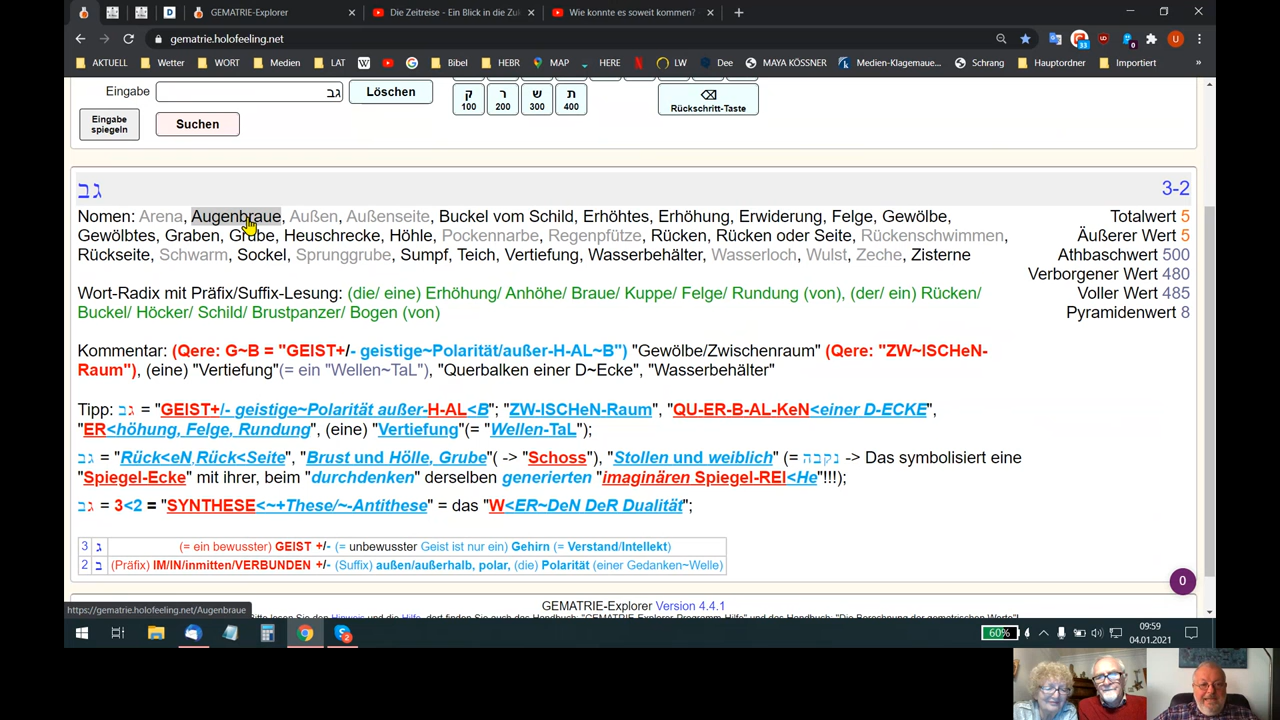 GEMATRIE-Explorer
Die Zeitreise - Ein Blick in die Zuk
Wie konnte es soweit kommen?
gematrie.holofeeling.net
AKTUELL Wetter WORT Medien LAT Bibel HEBR MAP HERE LW Dee MAYA KÖSSNER Medien-Klagemaue... Schrang Hauptordner Importiert »
Eingabe גב Löschen
ק 100 ר 200 ש 300 ת 400 Rückschritt-Taste
Eingabe spiegeln Suchen
גב 3-2
Nomen: Arena, Augenbraue, Außen, Außenseite, Buckel vom Schild, Erhöhtes, Erhöhung, Erwiderung, Felge, Gewölbe, Totalwert 5
Gewölbtes, Graben, Grube, Heuschrecke, Höhle, Pockennarbe, Regenpfütze, Rücken, Rücken oder Seite, Rückenschwimmen, Äußerer Wert 5
Rückseite, Schwarm, Sockel, Sprunggrube, Sumpf, Teich, Vertiefung, Wasserbehälter, Wasserloch, Wulst, Zeche, Zisterne Athbaschwert 500
Verborgener Wert 480
Wort-Radix mit Präfix/Suffix-Lesung: (die/ eine) Erhöhung/ Anhöhe/ Braue/ Kuppe/ Felge/ Rundung (von), (der/ ein) Rücken/ Voller Wert 485
Buckel/ Höcker/ Schild/ Brustpanzer/ Bogen (von) Pyramidenwert 8
Kommentar: (Qere: G~B = "GEIST+/- geistige~Polarität/außer-H-AL~B") "Gewölbe/Zwischenraum" (Qere: "ZW~ISCHeN-
Raum"), (eine) "Vertiefung"(= ein "Wellen~TaL"), "Querbalken einer D~Ecke", "Wasserbehälter"
Tipp: גב = "GEIST+/- geistige~Polarität außer-H-AL<B"; "ZW-ISCHeN-Raum", "QU-ER-B-AL-KeN<einer D-ECKE",
"ER<höhung, Felge, Rundung", (eine) "Vertiefung"(= "Wellen-TaL");
גב = "Rück<eN,Rück<Seite", "Brust und Hölle, Grube"( -> "Schoss"), "Stollen und weiblich" (= נקבה -> Das symbolisiert eine
"Spiegel-Ecke" mit ihrer, beim "durchdenken" derselben generierten "imaginären Spiegel-REI<He"!!!);
גב = 3<2 = "SYNTHESE<~+These/~-Antithese" = das "W<ER~DeN DeR Dualität";
3 ג (= ein bewusster) GEIST +/- (= unbewusster Geist ist nur ein) Gehirn (= Verstand/Intellekt)
2 ב (Präfix) IM/IN/inmitten/VERBUNDEN +/- (Suffix) außen/außerhalb, polar, (die) Polarität (einer Gedanken~Welle)
0
GEMATRIE-Explorer Version 4.4.1
https://gematrie.holofeeling.net/Augenbraue
60% 09:59
04.01.2021